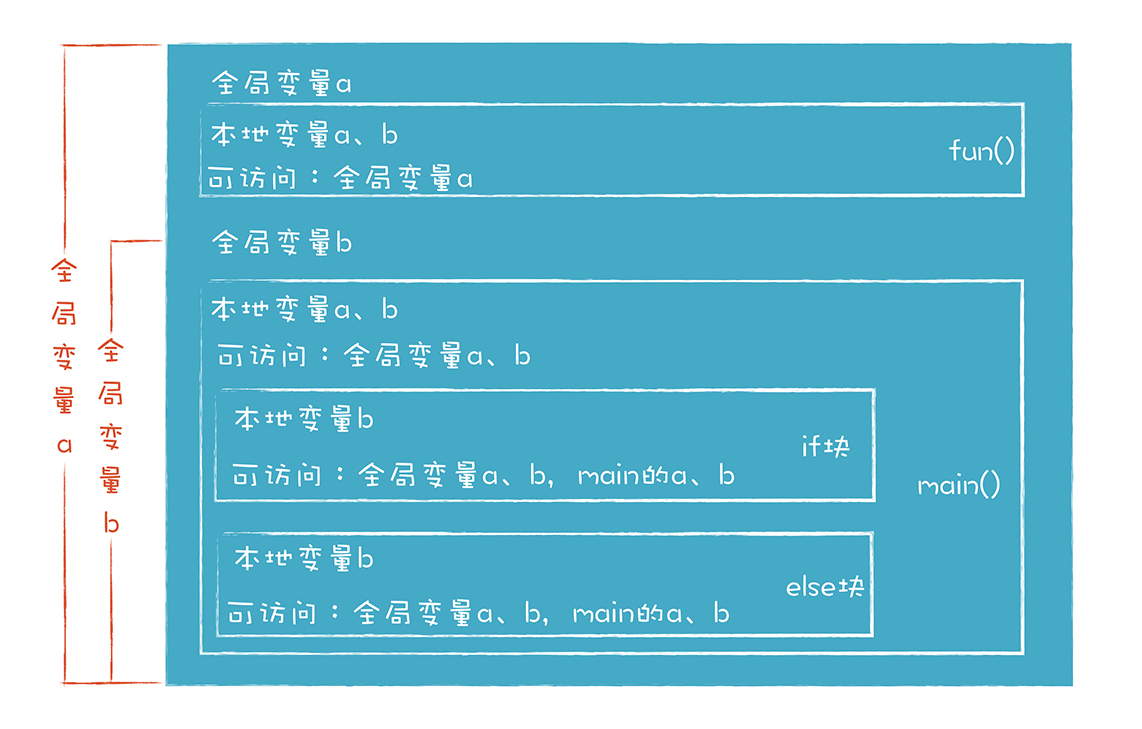 全局变量a
本地变量a、b
fun()
可访问：全局变量a
全局变量b
本地变量a、b
可访问：全局变量a、b
本地变量b
if块
可访问：全局变量a、b，main的a、b
main()
本地变量b
else块
可访问：全局变量a、b，main的a、b
全局变量a
全局变量b